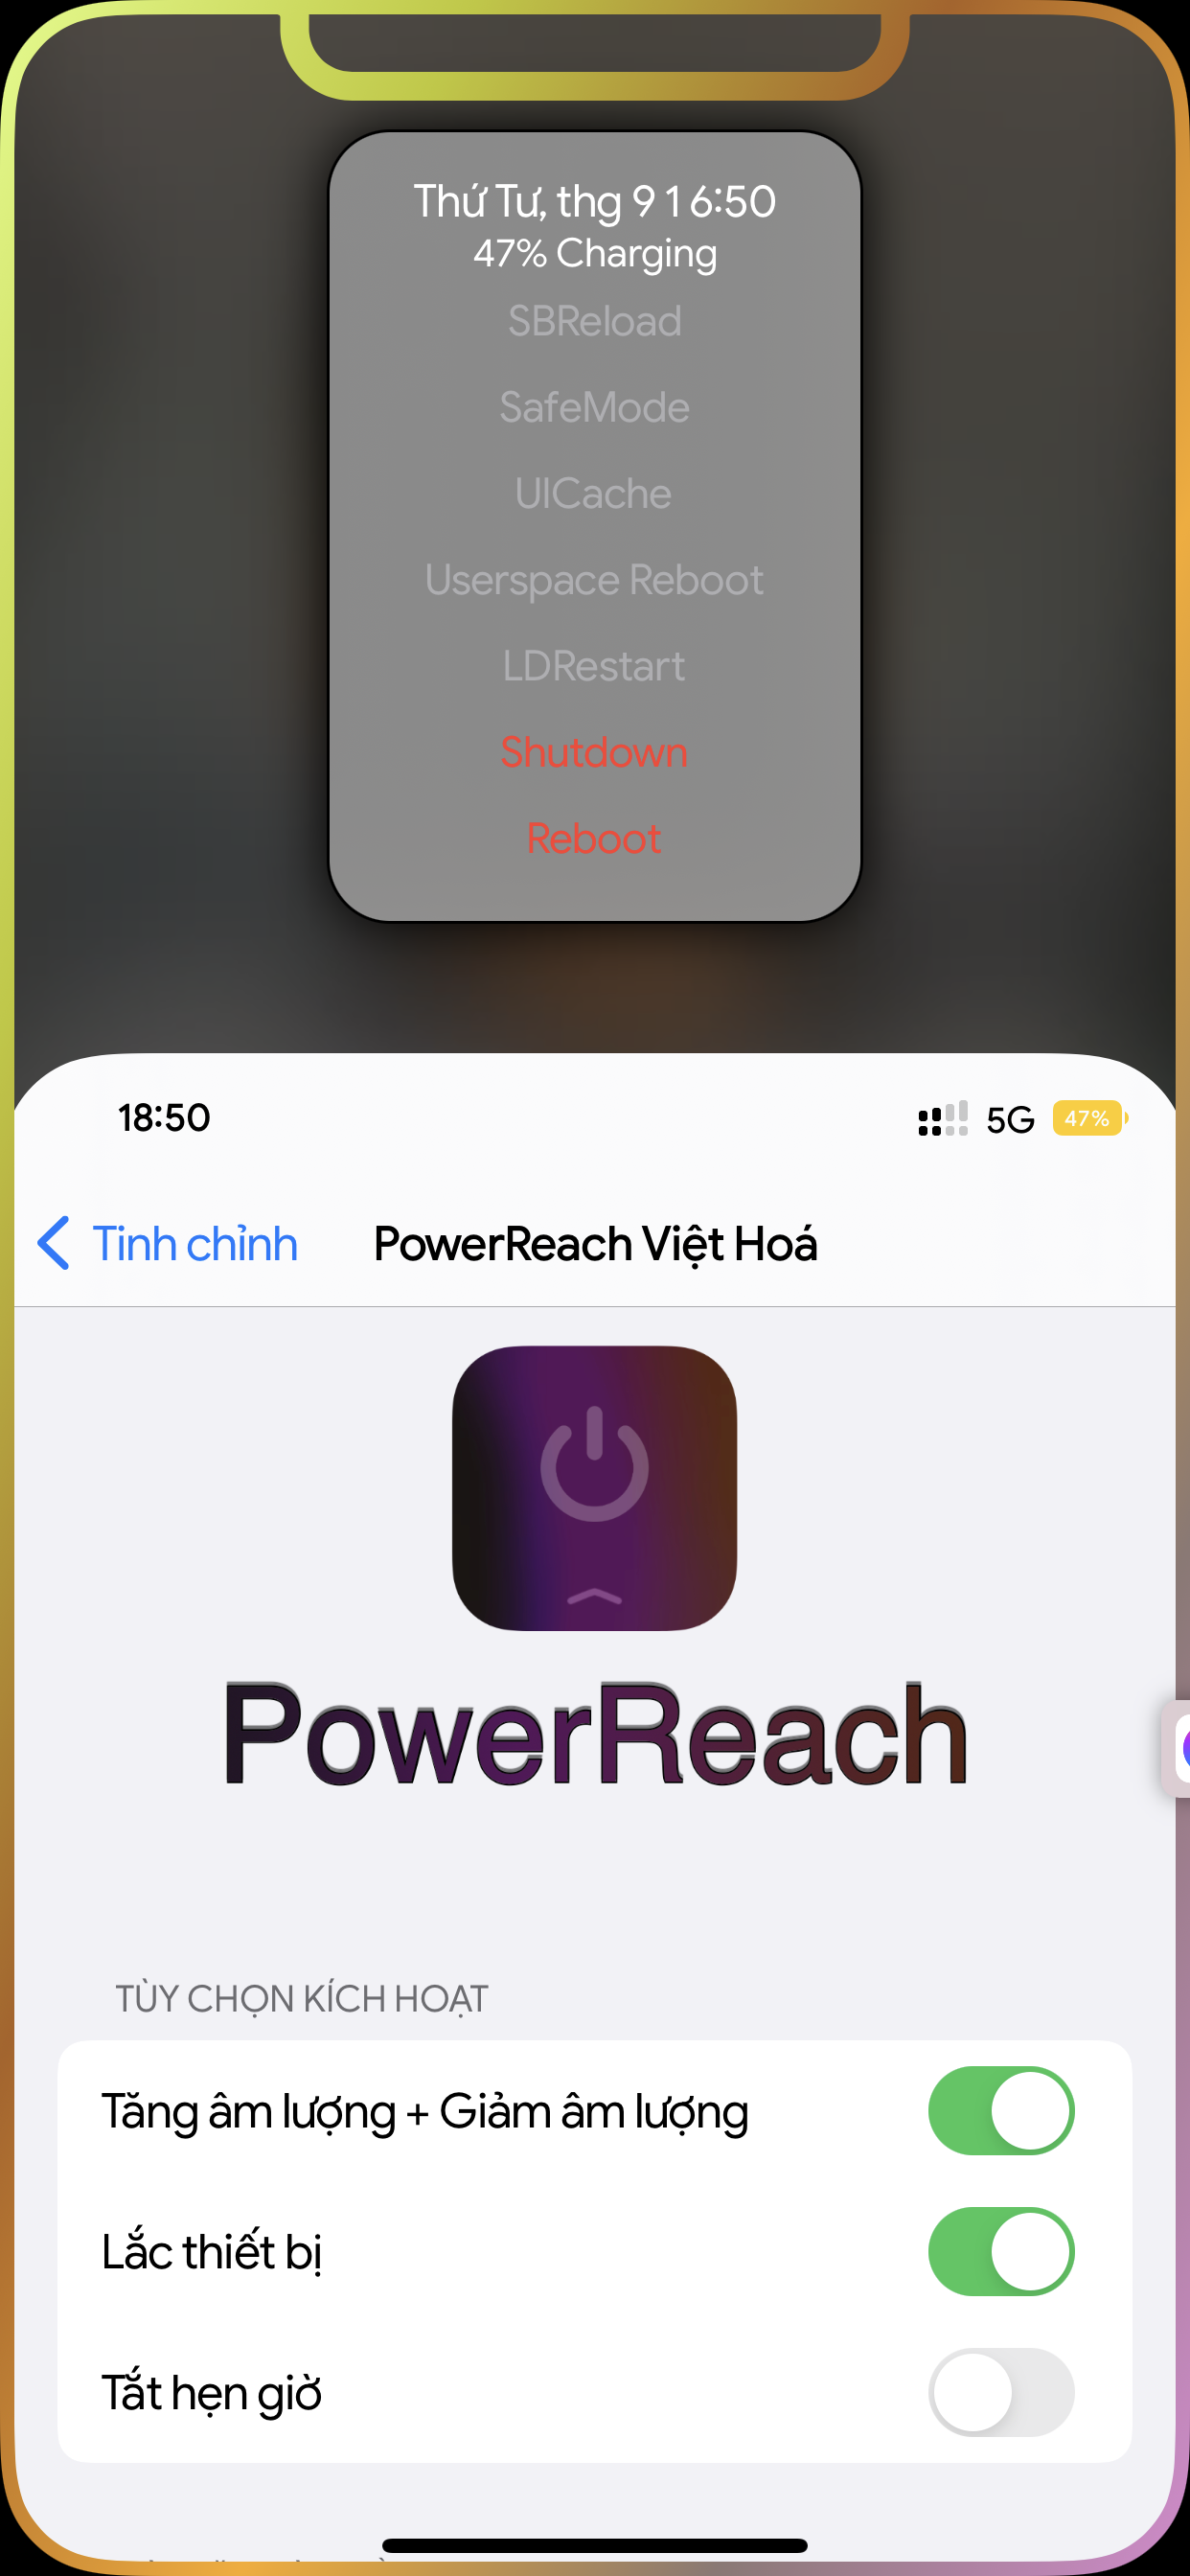 Thứ Tư, thg 9 1 6:50
47% Charging
SBReload
SafeMode
UICache
Userspace Reboot
LDRestart
Shutdown
Reboot
18:50 5G 47%
Tinh chỉnh PowerReach Việt Hoá
PowerReach
TÙY CHỌN KÍCH HOẠT
Tăng âm lượng + Giảm âm lượng
Lắc thiết bị
Tắt hẹn giờ